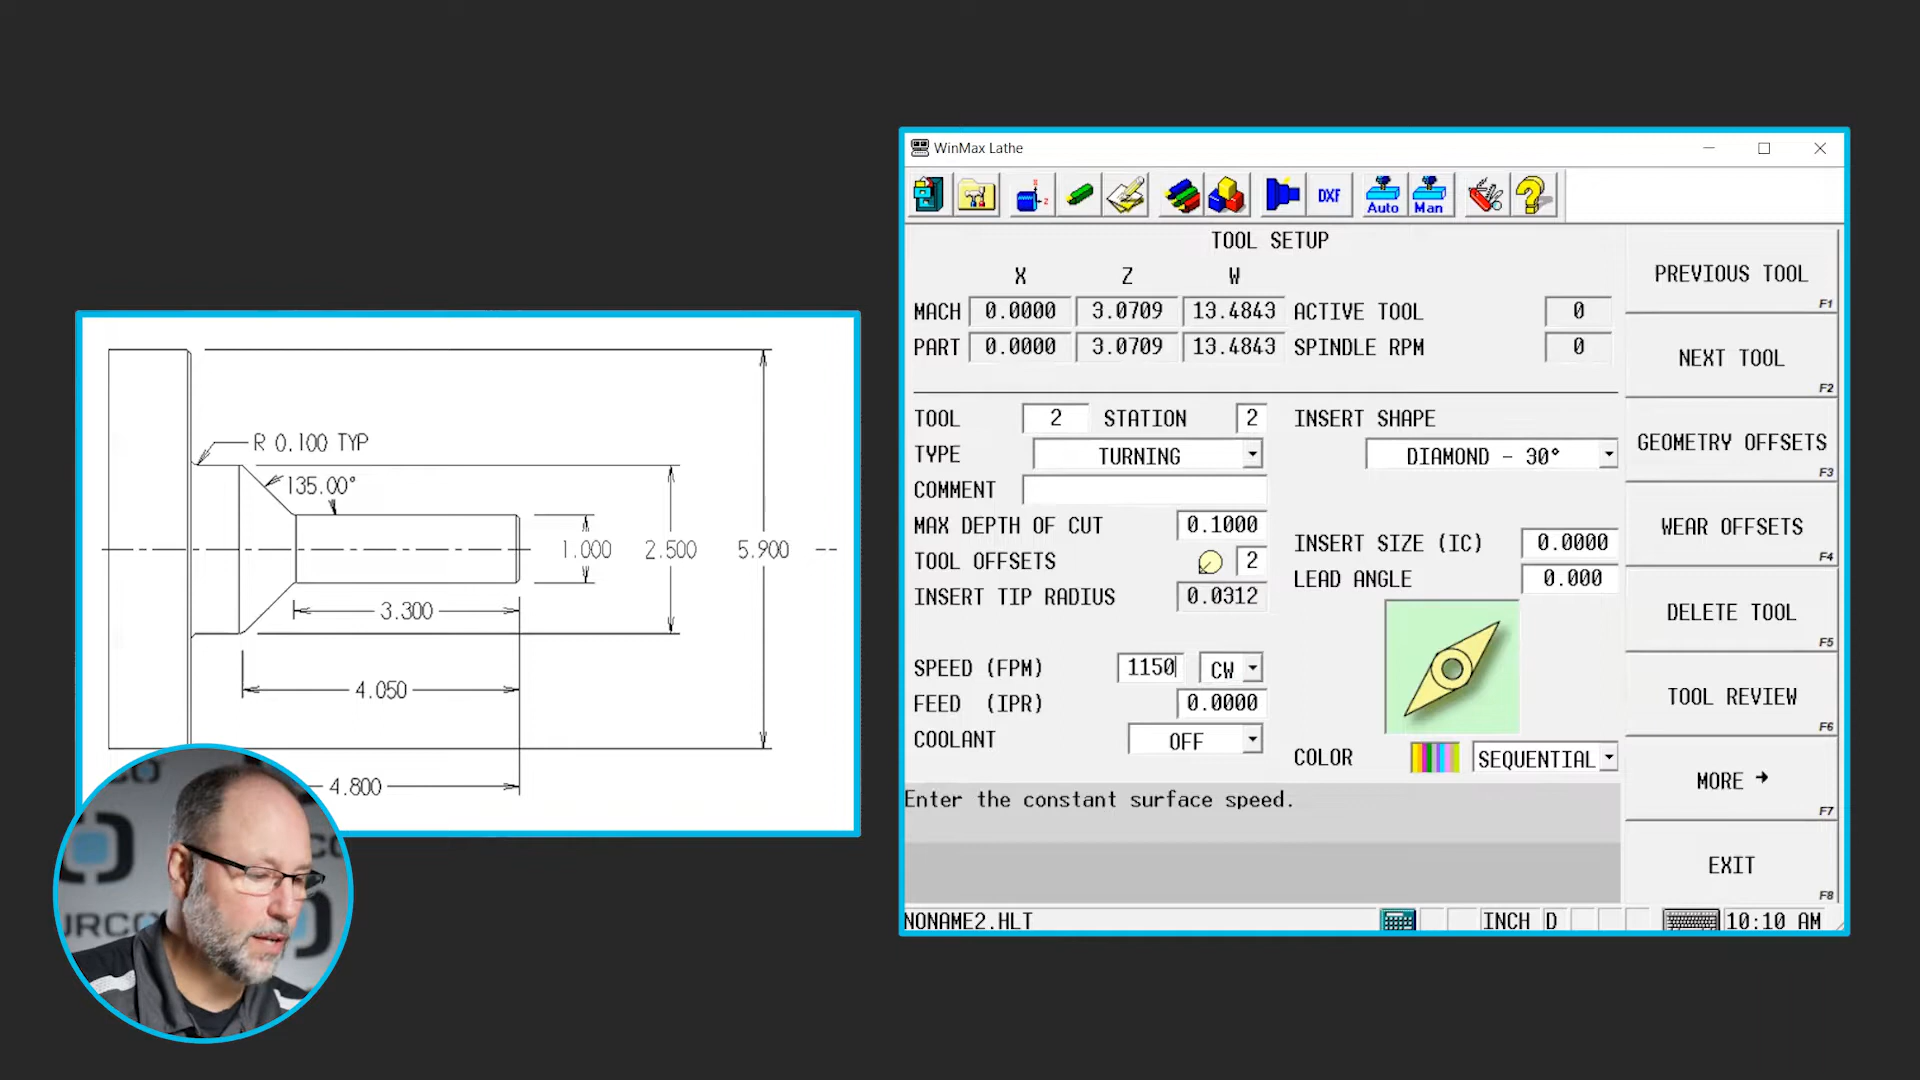 WinMax Lathe
DXF
Auto
Man
TOOL SETUP
X Z W
MACH 0.0000 3.0709 13.4843 ACTIVE TOOL 0
PART 0.0000 3.0709 13.4843 SPINDLE RPM 0
TOOL 2 STATION 2 INSERT SHAPE
TYPE TURNING DIAMOND - 30°
COMMENT
MAX DEPTH OF CUT 0.1000
TOOL OFFSETS 2
INSERT TIP RADIUS 0.0312
INSERT SIZE (IC) 0.0000
LEAD ANGLE 0.000
SPEED (FPM) 1150 CW
FEED (IPR) 0.0000
COOLANT OFF
COLOR SEQUENTIAL
Enter the constant surface speed.
NONAME2.HLT INCH D 10:10 AM
PREVIOUS TOOL F1
NEXT TOOL F2
GEOMETRY OFFSETS F3
WEAR OFFSETS F4
DELETE TOOL F5
TOOL REVIEW F6
MORE → F7
EXIT F8
R 0.100 TYP
135.00°
1.000 2.500 5.900
3.300
4.050
4.800
URCO